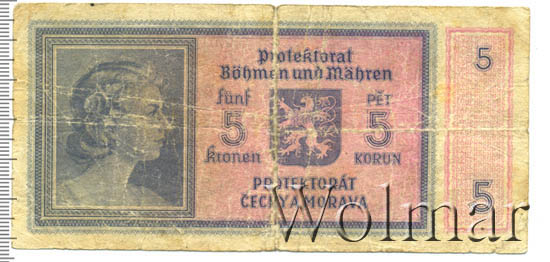 Protektorat
Böhmen und Mähren
fünf PĚT
5 5
kronen KORUN
PROTEKTORÁT
ČECHY A MORAVA
5
5
Wolmar